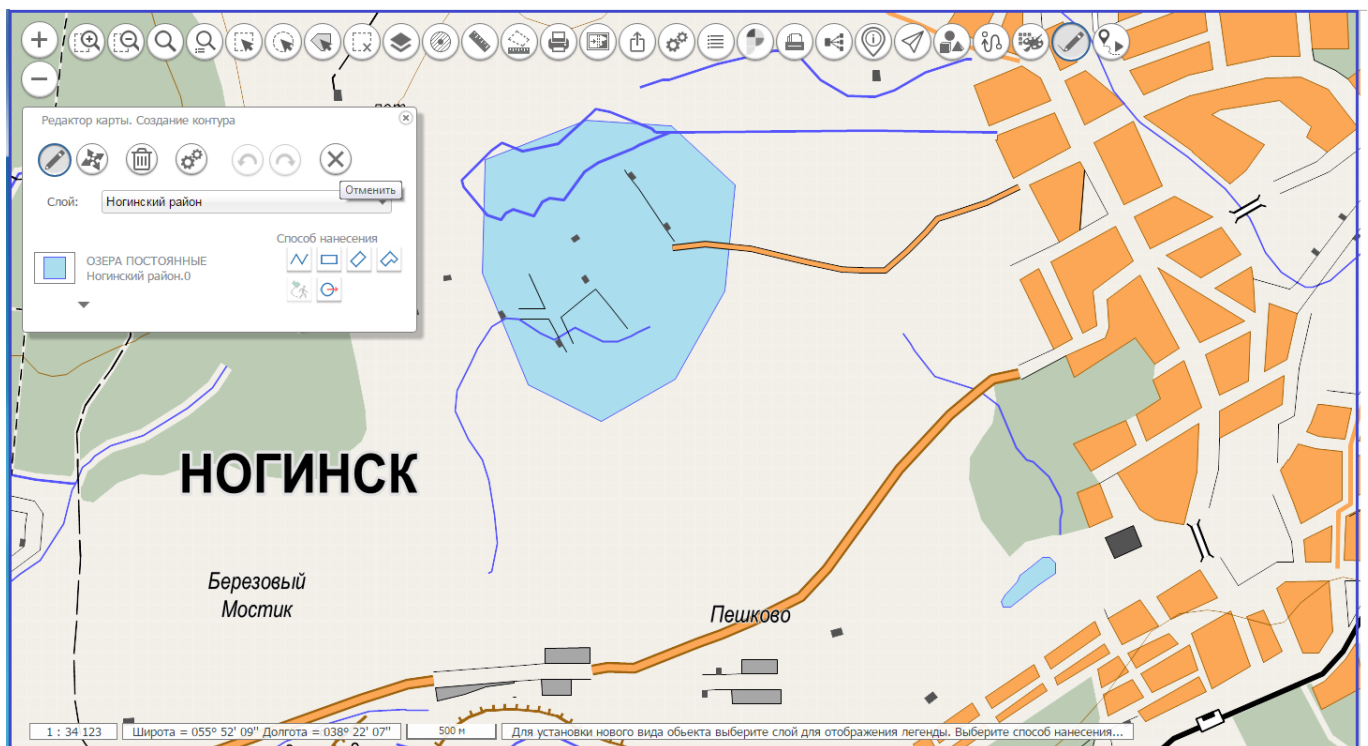 Редактор карты. Создание контура
Отменить
Слой:
Ногинский район
Способ нанесения
ОЗЕРА ПОСТОЯННЫЕ
Ногинский район.0
НОГИНСК
Березовый
Мостик
Пешково
1 : 34 123
Широта = 055° 52' 09" Долгота = 038° 22' 07"
500 м
Для установки нового вида обьекта выберите слой для отображения легенды. Выберите способ нанесения...